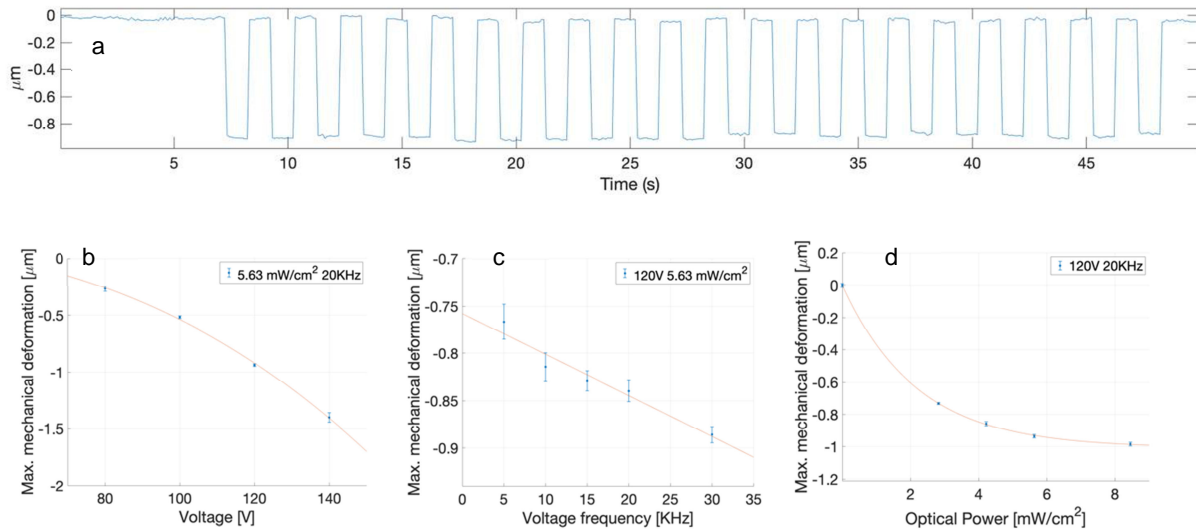 0
-0.2
-0.4
-0.6
-0.8
μm
a
5 10 15 20 25 30 35 40 45
Time (s)
b
Max. mechanical deformation [μm]
0
-0.5
-1
-1.5
-2
5.63 mW/cm² 20KHz
80 100 120 140
Voltage [V]
c
Max. mechanical deformation [μm]
-0.7
-0.75
-0.8
-0.85
-0.9
120V 5.63 mW/cm²
0 5 10 15 20 25 30 35
Voltage frequency [KHz]
d
Max. mechanical deformation [μm]
0.2
0
-0.2
-0.4
-0.6
-0.8
-1
-1.2
120V 20KHz
2 4 6 8
Optical Power [mW/cm²]